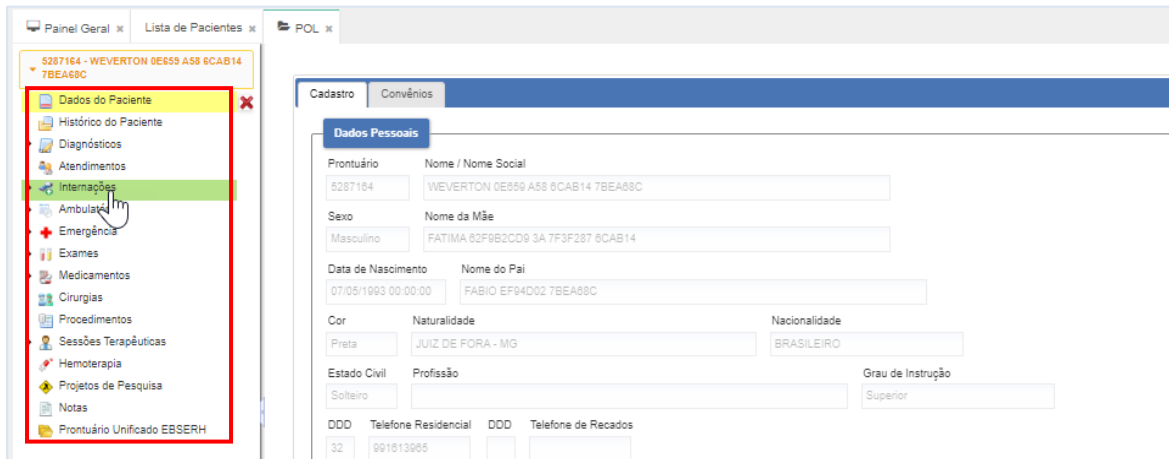 Painel Geral
Lista de Pacientes
POL
5287164 - WEVERTON 0E659 A58 6CAB14
7BEA68C
Dados do Paciente
Histórico do Paciente
Diagnósticos
Atendimentos
Internações
Emergência
Exames
Medicamentos
Cirurgias
Procedimentos
Sessões Terapêuticas
Hemoterapia
Projetos de Pesquisa
Notas
Prontuário Unificado EBSERH
Cadastro Convênios
Dados Pessoais
Prontuário Nome / Nome Social
5287164 WEVERTON 0E659 A58 6CAB14 7BEA68C
Sexo Nome da Mãe
Masculino FATIMA 62F9B2CD9 3A 7F3F287 6CAB14
Data de Nascimento Nome do Pai
07/05/1993 00:00:00 FABIO EF94D02 7BEA68C
Cor Naturalidade Nacionalidade
Preta JUIZ DE FORA - MG BRASILEIRO
Estado Civil Profissão Grau de Instrução
Solteiro Superior
DDD Telefone Residencial DDD Telefone de Recados
32 991613965